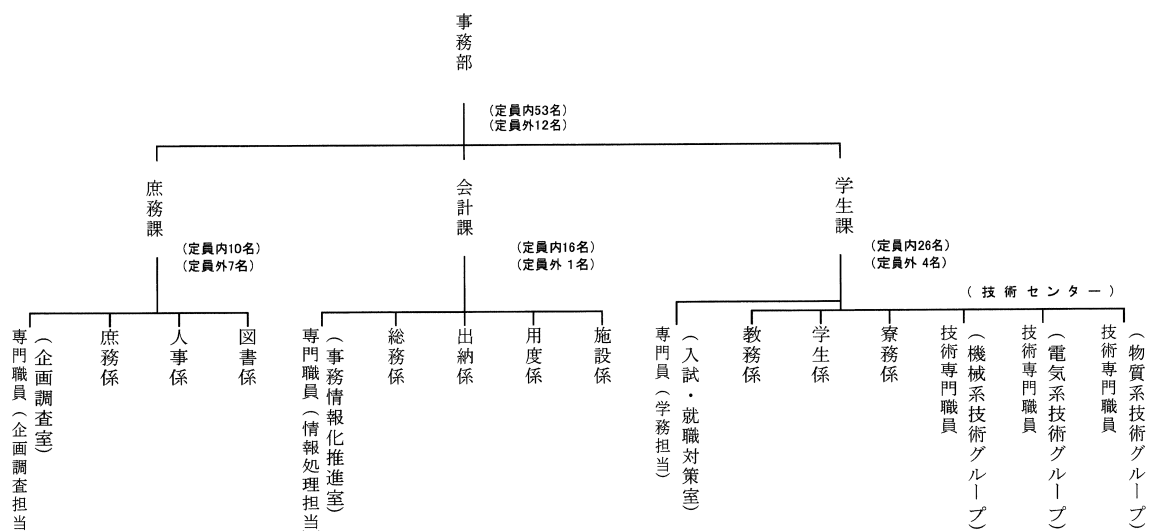 事務部
(定員内53名)
(定員外12名)
庶務課
(定員内10名)
(定員外7名)
会計課
(定員内16名)
(定員外 1名)
学生課
(定員内26名)
(定員外 4名)
(技術センター)
(企画調査室)
専門職員(企画調査担当
庶務係
人事係
図書係
(事務情報化推進室)
専門職員(情報処理担当
総務係
出納係
用度係
施設係
(入試・就職対策室)
専門員(学務担当)
教務係
学生係
寮務係
(機械系技術グループ)
技術専門職員
(電気系技術グループ)
技術専門職員
(物質系技術グループ)
技術専門職員